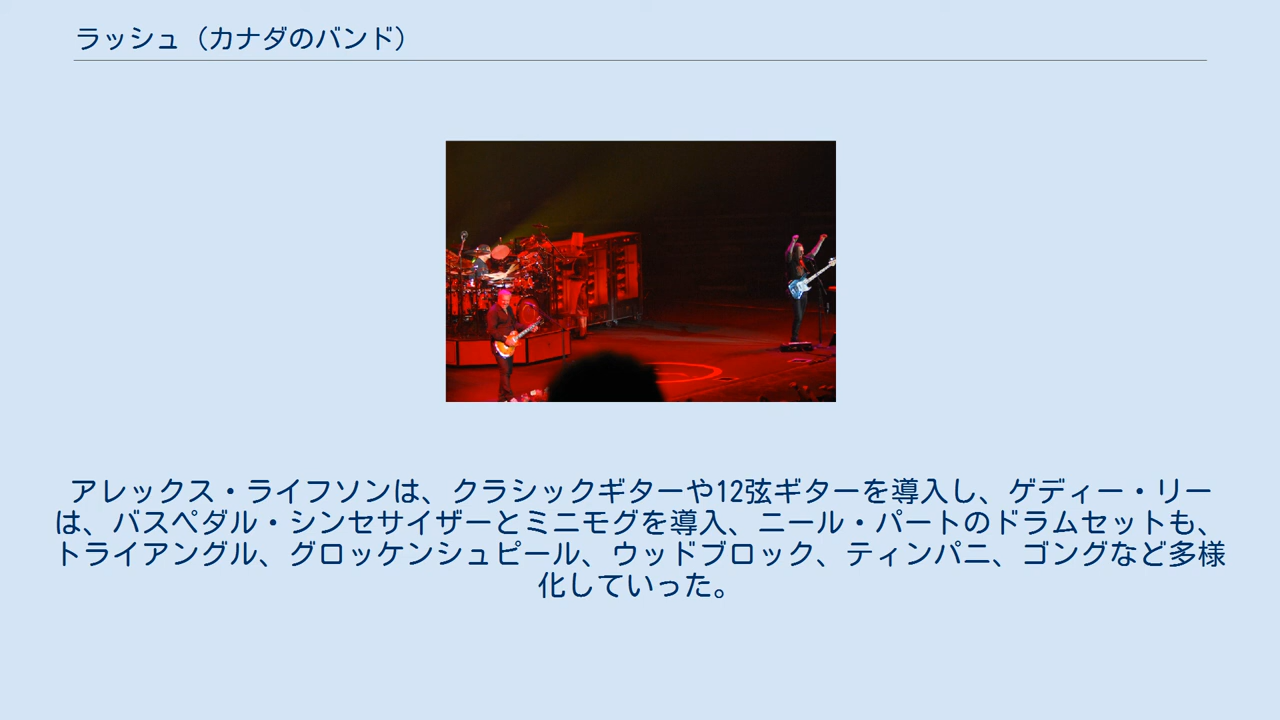 ラッシュ（カナダのバンド）
アレックス・ライフソンは、クラシックギターや12弦ギターを導入し、ゲディー・リー
は、バスペダル・シンセサイザーとミニモグを導入、ニール・パートのドラムセットも、
トライアングル、グロッケンシュピール、ウッドブロック、ティンパニ、ゴングなど多様
化していった。